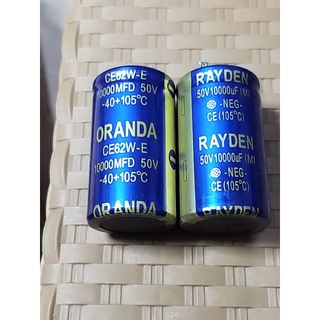 CE62W-E
10000MFD 50V
-40+105°C
ORANDA
CE62W-E
10000MFD 50V
-40+105°C
ORANDA
RAYDEN
50V10000uF (M)
-NEG-
CE (105°C)
RAYDEN
50V10000uF (M)
-NEG-
CE (105°C)
RAYDEN